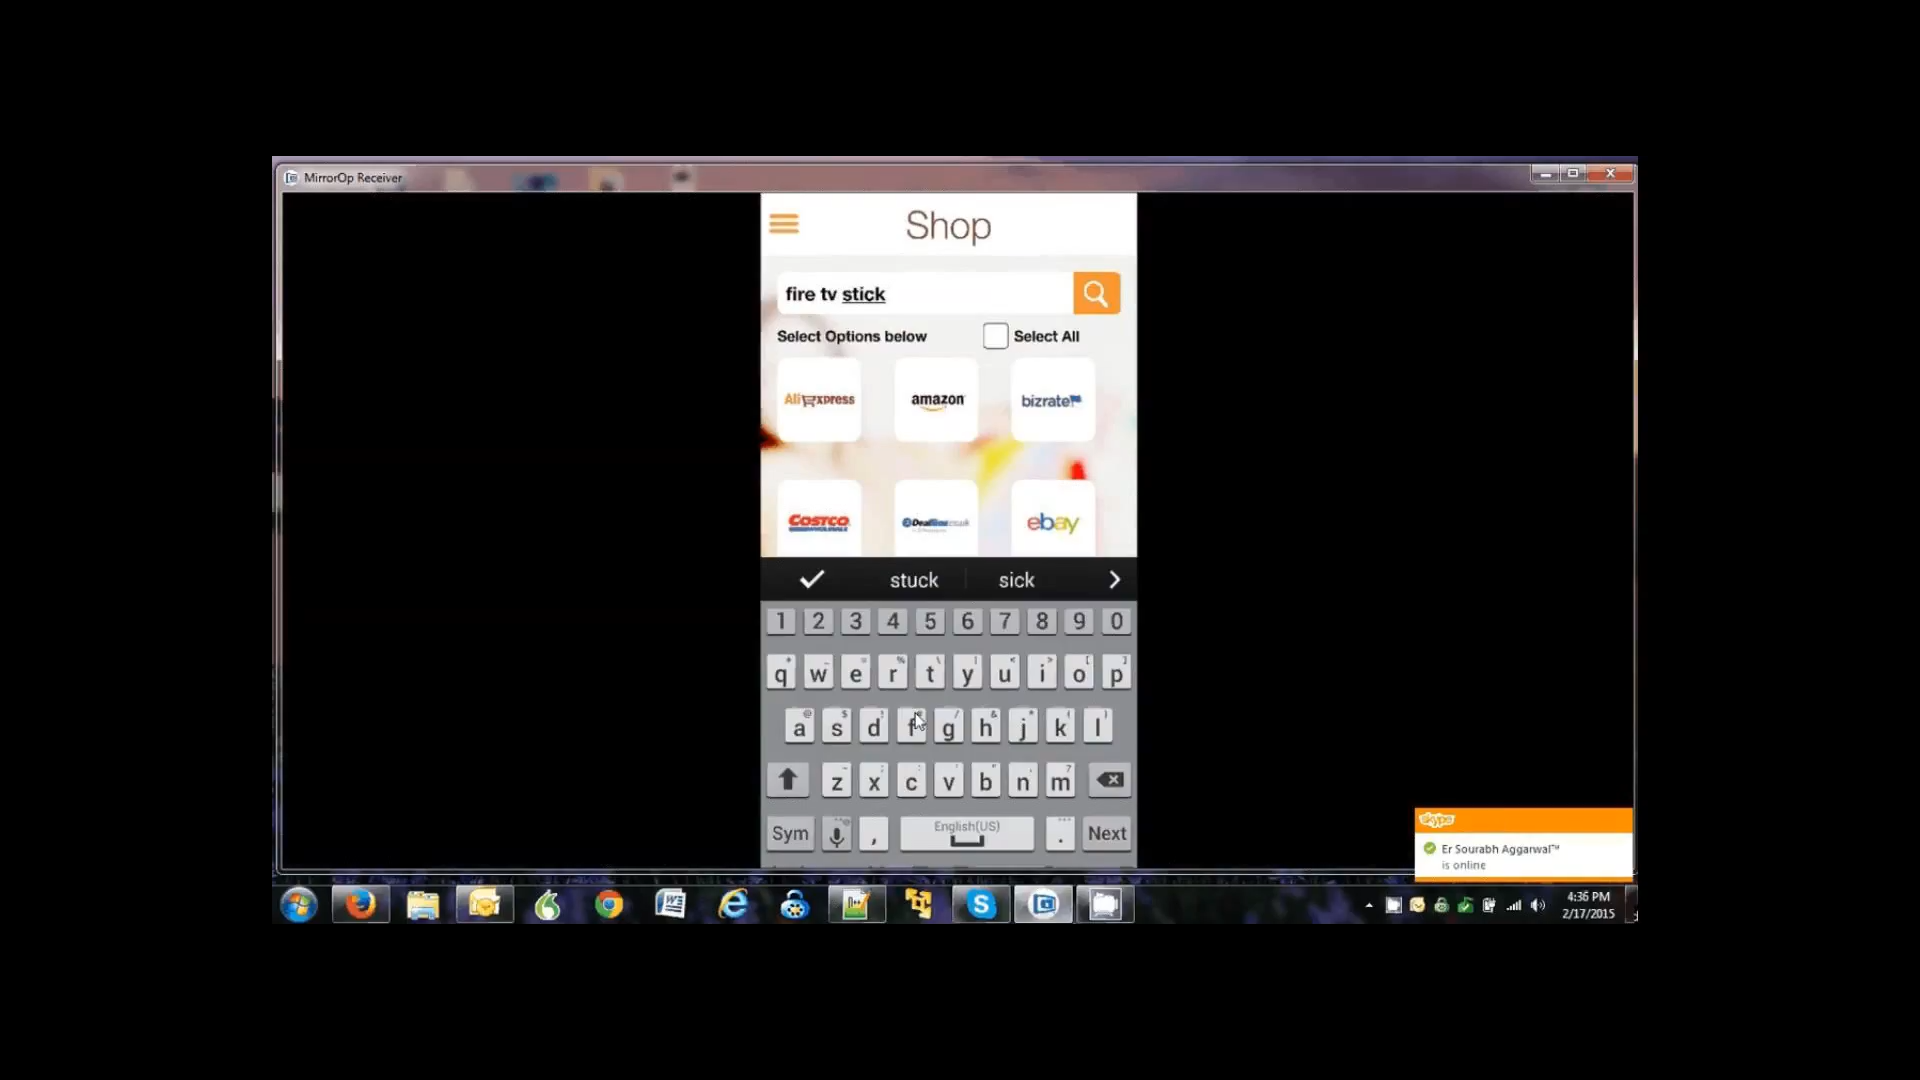 MirrorOp Receiver
Shop
fire tv stick
Select Options below
Select All
AliExpress
amazon
bizrate
COSTCO
WHOLESALE
ebay
stuck
sick
1 2 3 4 5 6 7 8 9 0
q w e r t y u i o p
a s d f g h j k l
z x c v b n m
Sym
,
English(US)
.
Next
skype
Er Sourabh Aggarwal™
is online
4:36 PM
2/17/2015